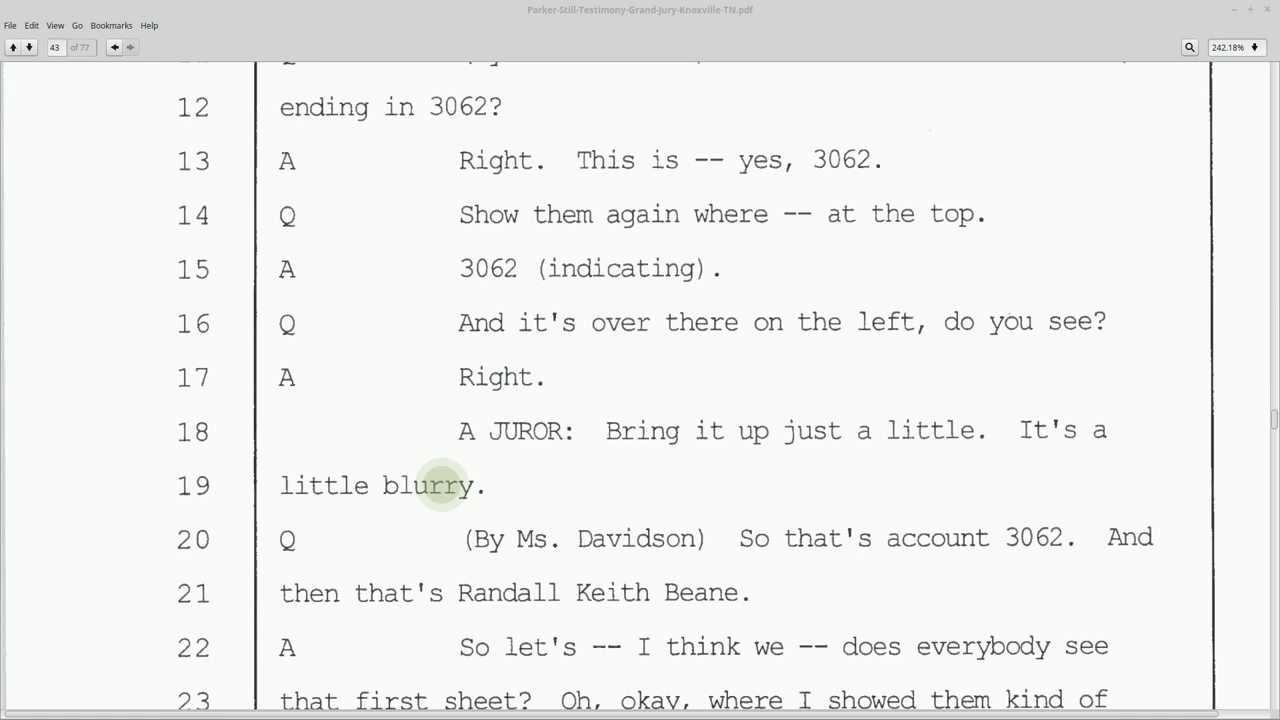 Parker-Still-Testimony-Grand-Jury-Knoxville-TN.pdf
File Edit View Go Bookmarks Help
43 of 77 242.18%
12 ending in 3062?
13 A Right. This is -- yes, 3062.
14 Q Show them again where -- at the top.
15 A 3062 (indicating).
16 Q And it's over there on the left, do you see?
17 A Right.
18 A JUROR: Bring it up just a little. It's a
19 little blurry.
20 Q (By Ms. Davidson) So that's account 3062. And
21 then that's Randall Keith Beane.
22 A So let's -- I think we -- does everybody see
23 that first sheet? Oh, okay, where I showed them kind of